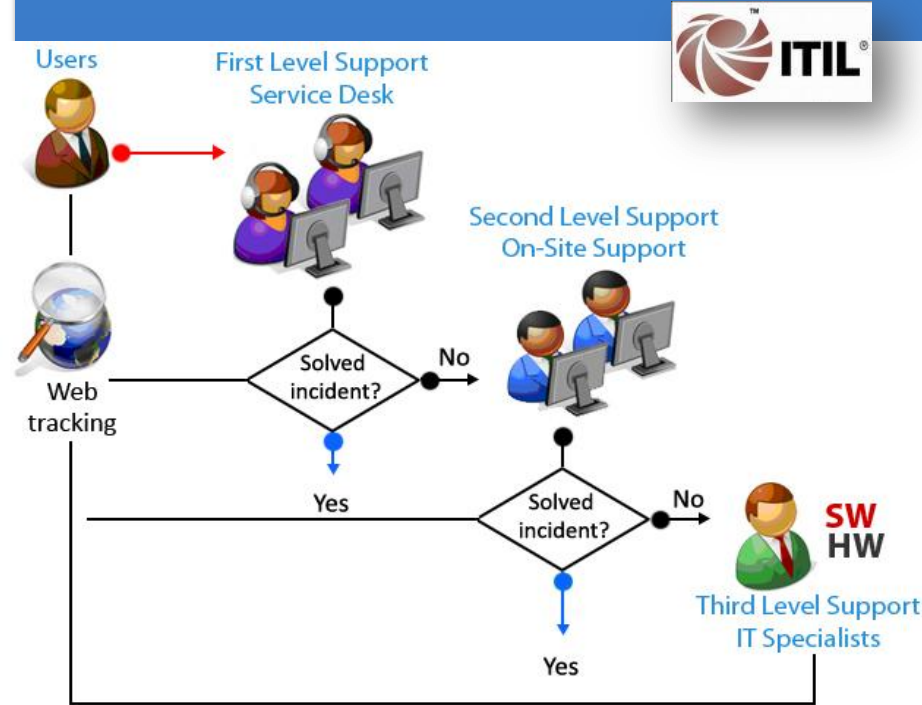 ™
ITIL®
Users
First Level Support
Service Desk
Second Level Support
On-Site Support
Solved
incident?
No
Web
tracking
Yes
Solved
incident?
No
SW
HW
Third Level Support
IT Specialists
Yes